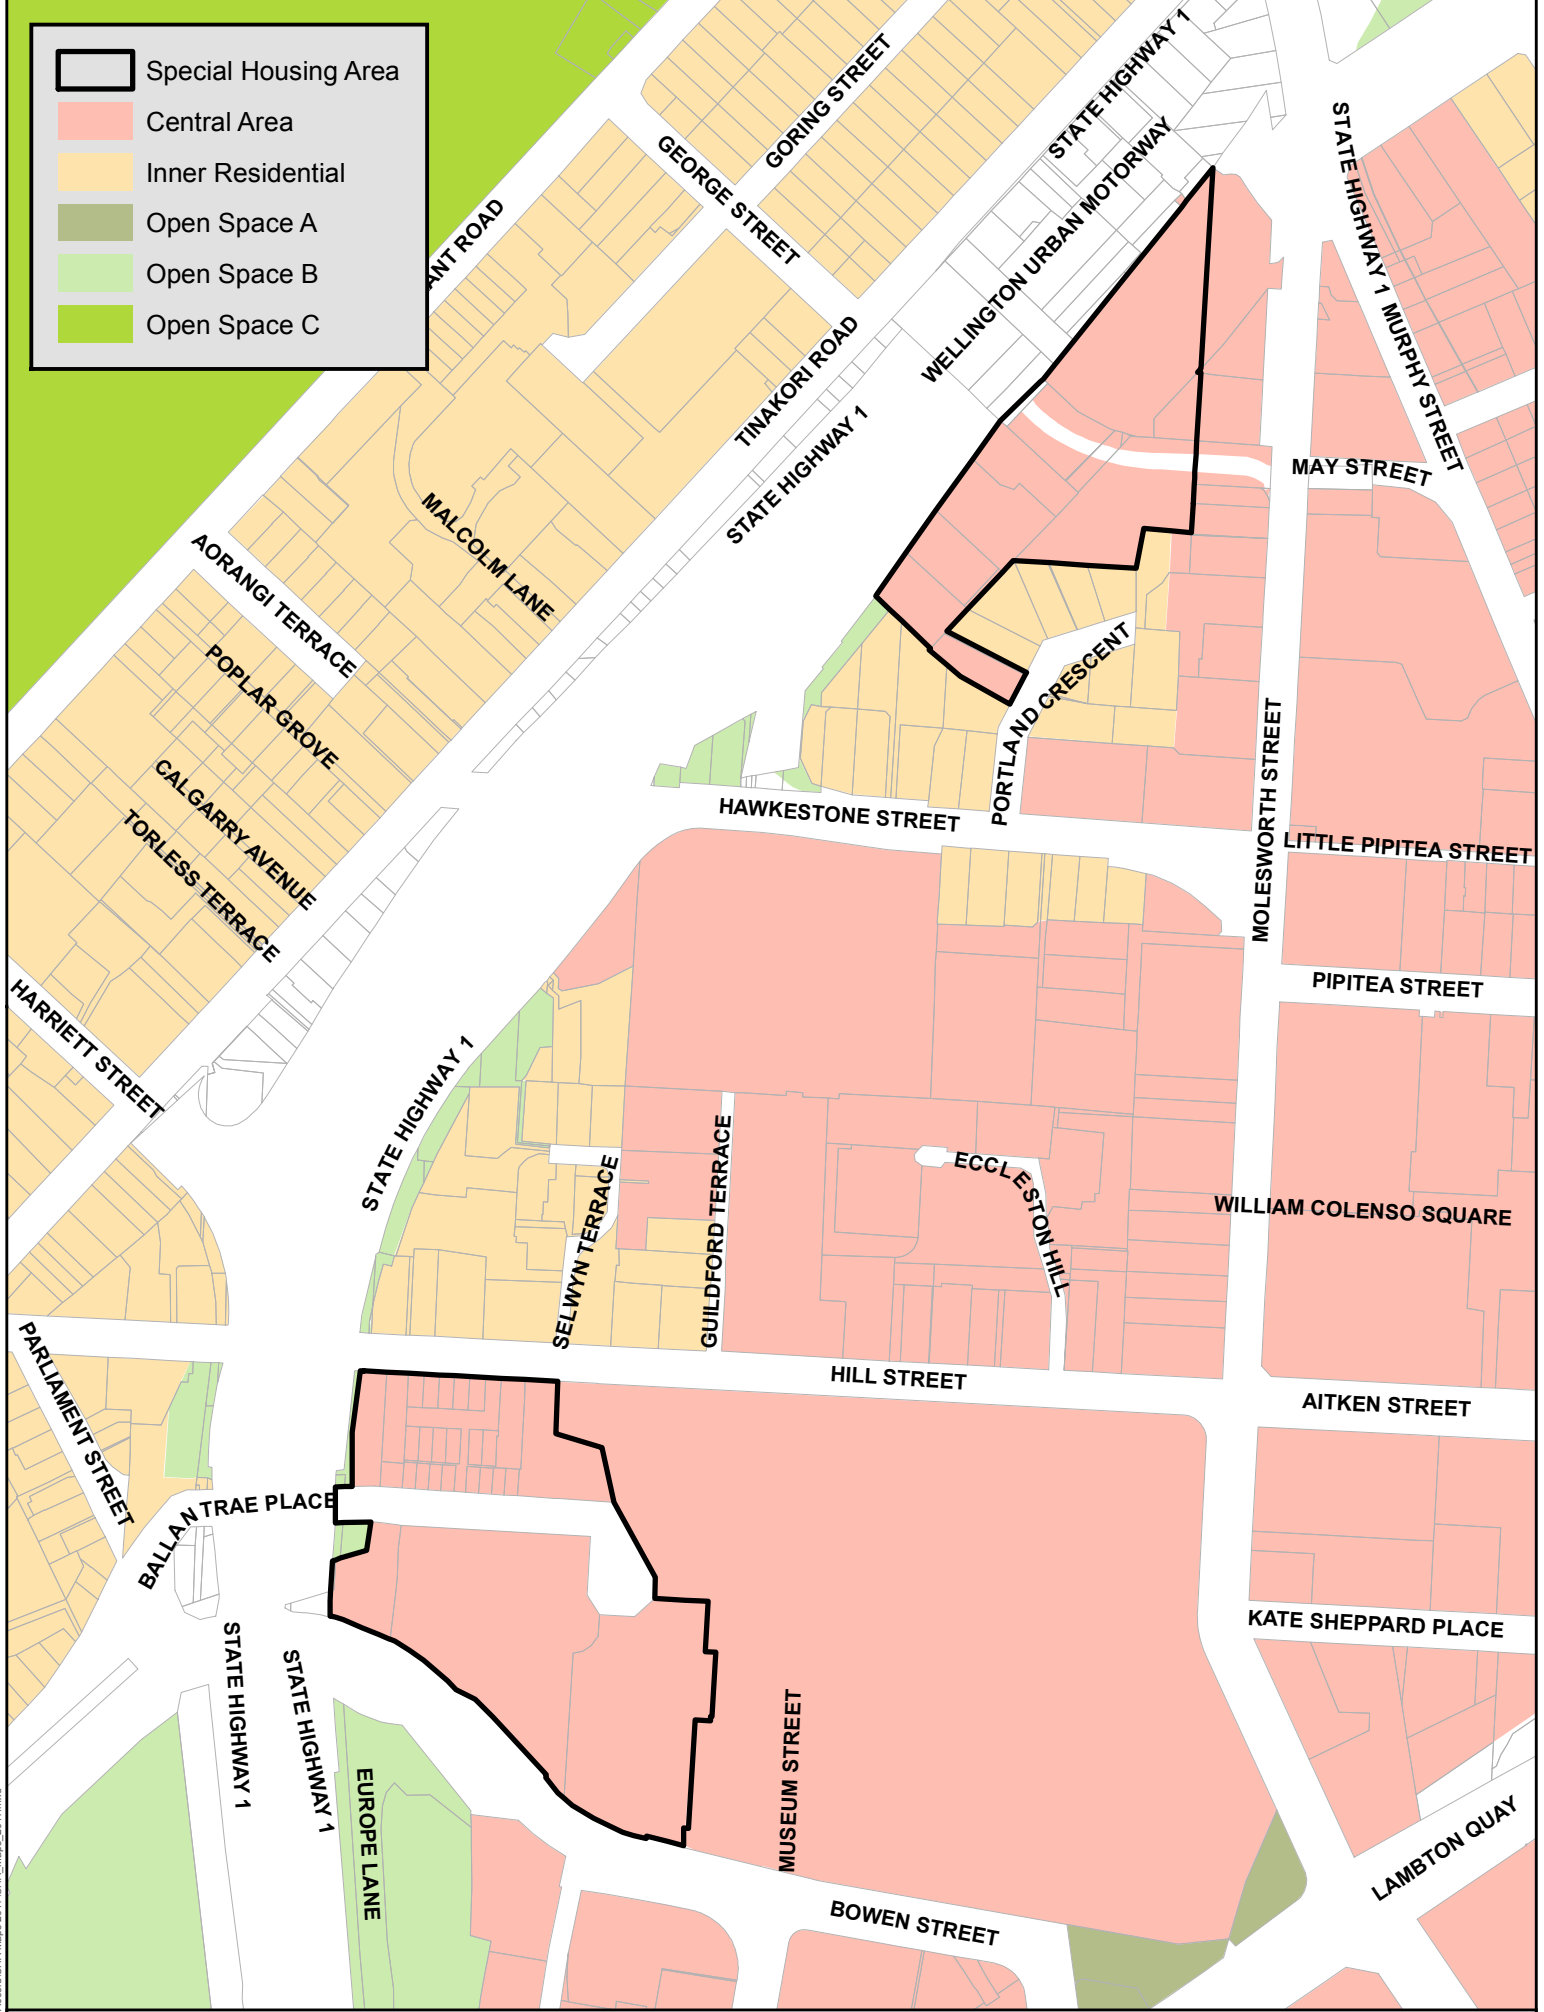 Special Housing Area
Central Area
Inner Residential
Open Space A
Open Space B
Open Space C
ANT ROAD
GORING STREET
GEORGE STREET
STATE HIGHWAY 1
WELLINGTON URBAN MOTORWAY
STATE HIGHWAY 1
MURPHY STREET
TINAKORI ROAD
STATE HIGHWAY 1
MAY STREET
MALCOLM LANE
AORANGI TERRACE
POPLAR GROVE
CALGARRY AVENUE
TORLESS TERRACE
PORTLAND CRESCENT
MOLESWORTH STREET
HAWKESTONE STREET
LITTLE PIPITEA STREET
PIPITEA STREET
HARRIETT STREET
STATE HIGHWAY 1
SELWYN TERRACE
GUILDFORD TERRACE
ECCLESTON HILL
WILLIAM COLENSO SQUARE
HILL STREET
AITKEN STREET
PARLIAMENT STREET
BALLANTRAE PLACE
KATE SHEPPARD PLACE
STATE HIGHWAY 1
STATE HIGHWAY 1
EUROPE LANE
MUSEUM STREET
BOWEN STREET
LAMBTON QUAY